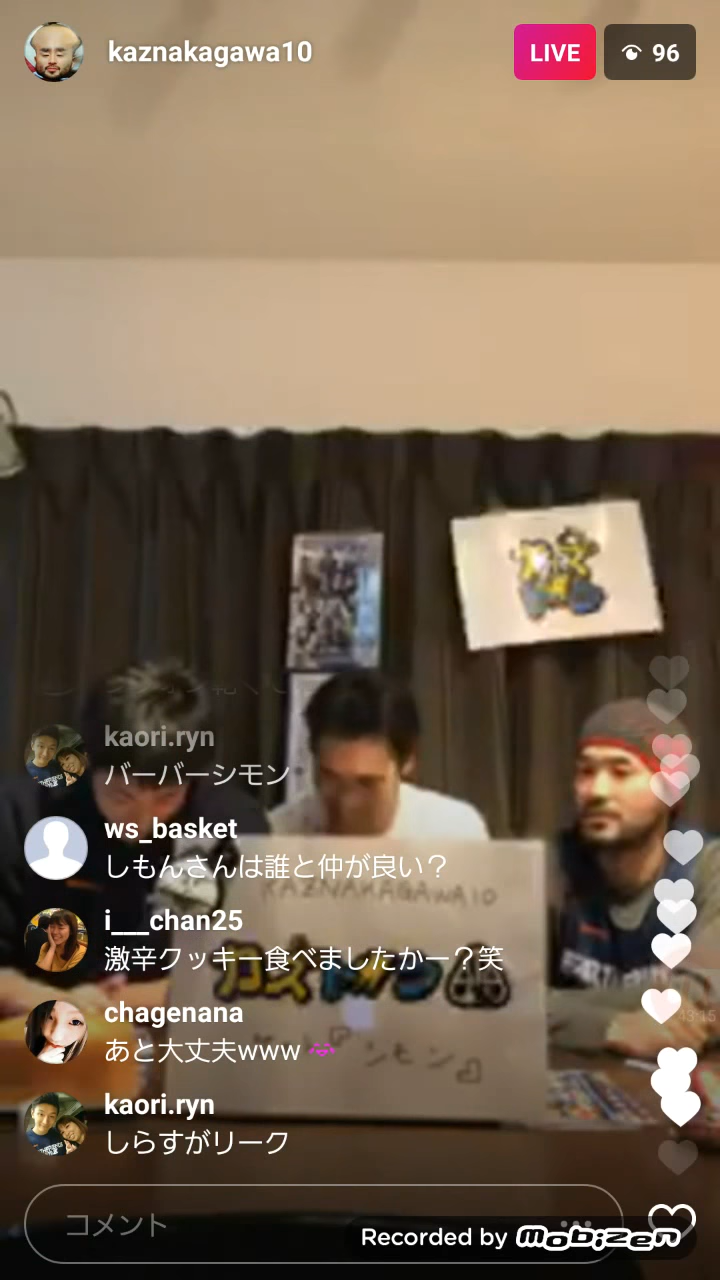 kaznakagawa10
LIVE
96
kaori.ryn
バーバーシモン
ws_basket
しもんさんは誰と仲が良い？
i___chan25
激辛クッキー食べましたかー？笑
KAZNAKAGAWA10
chagenana
あと大丈夫www
シモン
kaori.ryn
しらすがリーク
コメント
Recorded by mobizen